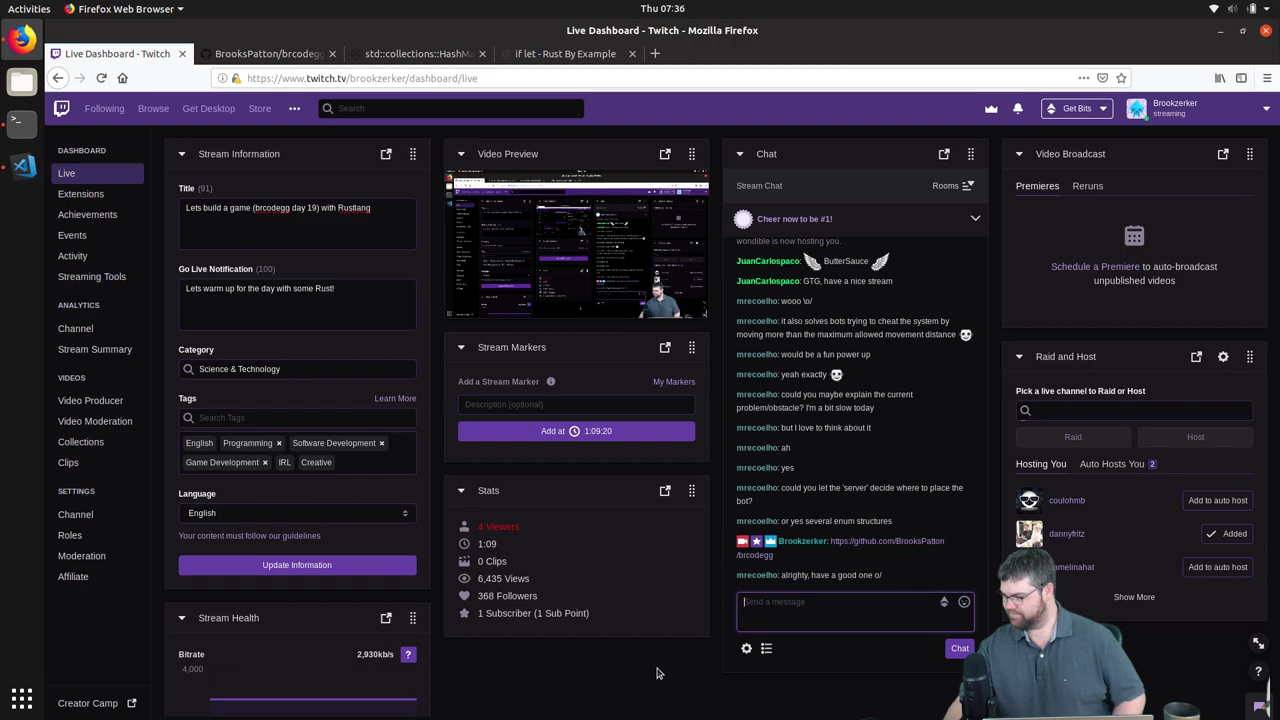 Activities
Firefox Web Browser
Thu 07:36
Live Dashboard - Twitch - Mozilla Firefox
Live Dashboard - Twitch
BrooksPatton/brcodegg
std::collections::HashMa
if let - Rust By Example
https://www.twitch.tv/brookzerker/dashboard/live
Following
Browse
Get Desktop
Store
Search
Get Bits
Brookzerker
streaming
DASHBOARD
Live
Extensions
Achievements
Events
Activity
Streaming Tools
ANALYTICS
Channel
Stream Summary
VIDEOS
Video Producer
Video Moderation
Collections
Clips
SETTINGS
Channel
Roles
Moderation
Affiliate
Creator Camp
Stream Information
Title (91)
Lets build a game (brcodegg day 19) with Rustlang
Go Live Notification (100)
Lets warm up for the day with some Rust!
Category
Science & Technology
Tags
Learn More
Search Tags
English Programming × Software Development ×
Game Development × IRL Creative
Language
English
Your content must follow our guidelines
Update Information
Stream Health
Bitrate
2,930kb/s
?
4,000
Video Preview
Stream Markers
Add a Stream Marker
My Markers
Description (optional)
Add at 1:09:20
Stats
4 Viewers
1:09
0 Clips
6,435 Views
368 Followers
1 Subscriber (1 Sub Point)
Chat
Stream Chat
Rooms
Cheer now to be #1!
wondible is now hosting you.
JuanCarlospaco: ButterSauce
JuanCarlospaco: GTG, have a nice stream
mrecoelho: wooo \o/
mrecoelho: it also solves bots trying to cheat the system by
moving more than the maximum allowed movement distance
mrecoelho: would be a fun power up
mrecoelho: yeah exactly
mrecoelho: could you maybe explain the current
problem/obstacle? I'm a bit slow today
mrecoelho: but I love to think about it
mrecoelho: ah
mrecoelho: yes
mrecoelho: could you let the 'server' decide where to place the
bot?
mrecoelho: or yes several enum structures
Brookzerker: https://github.com/BrooksPatton
/brcodegg
mrecoelho: alrighty, have a good one o/
Send a message
Chat
Video Broadcast
Premieres
Reruns
Schedule a Premiere to auto-broadcast
unpublished videos
Raid and Host
Pick a live channel to Raid or Host
Raid
Host
Hosting You
Auto Hosts You 2
coulohmb
Add to auto host
dannyfritz
Added
amelinahat
Add to auto host
Show More
?